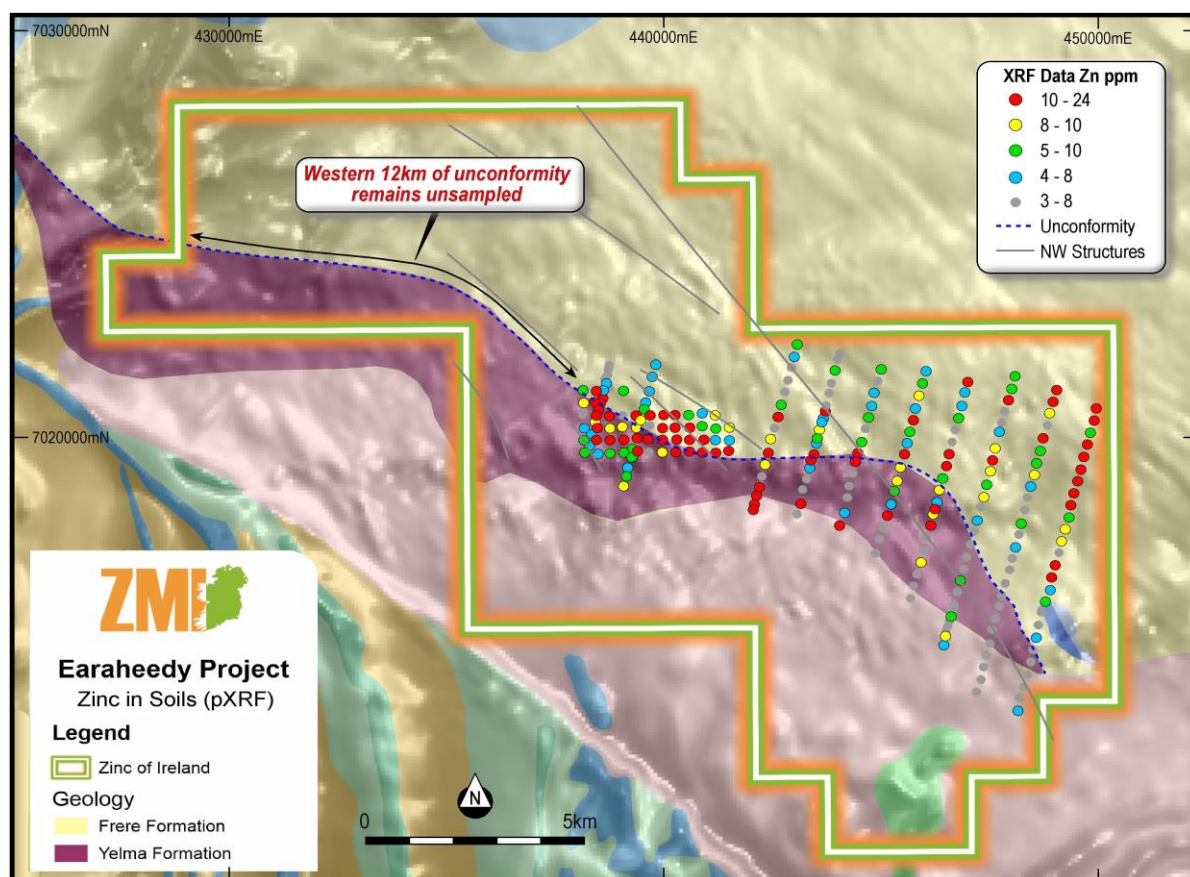 7030000mN
430000mE
440000mE
450000mE
XRF Data Zn ppm
10 - 24
8 - 10
5 - 10
4 - 8
3 - 8
Unconformity
NW Structures
Western 12km of unconformity
remains unsampled
7020000mN
ZMI
Earaheedy Project
Zinc in Soils (pXRF)
Legend
Zinc of Ireland
Geology
Frere Formation
Yelma Formation
N
0
5km